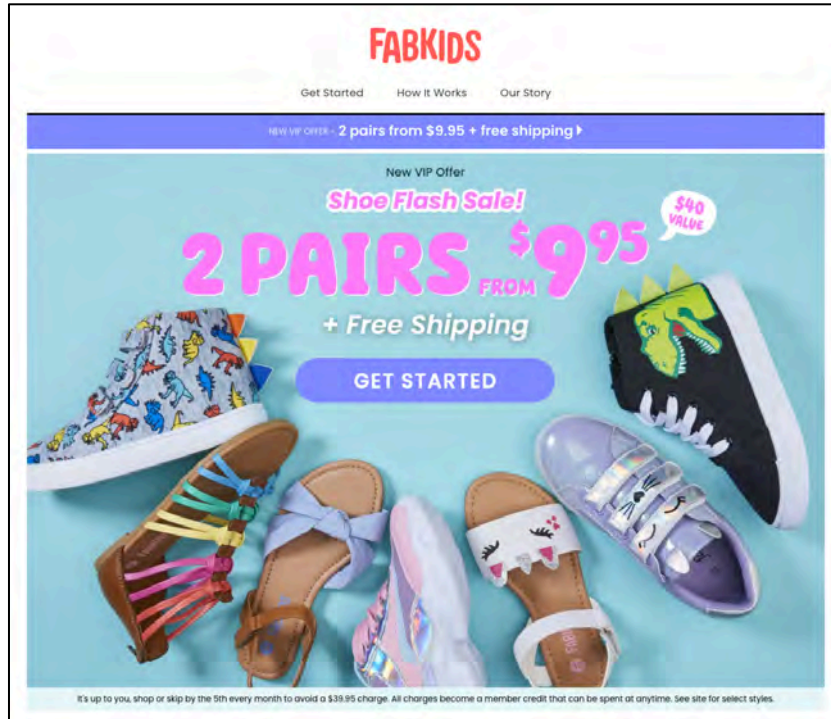 FABKIDS
Get Started How It Works Our Story
NEW VIP OFFER - 2 pairs from $9.95 + free shipping
New VIP Offer
Shoe Flash Sale!
$40
VALUE
2 PAIRS FROM $9.95
+ Free Shipping
GET STARTED
FABKIDS
It's up to you, shop or skip by the 5th every month to avoid a $39.95 charge. All charges become a member credit that can be spent at anytime. See site for select styles.